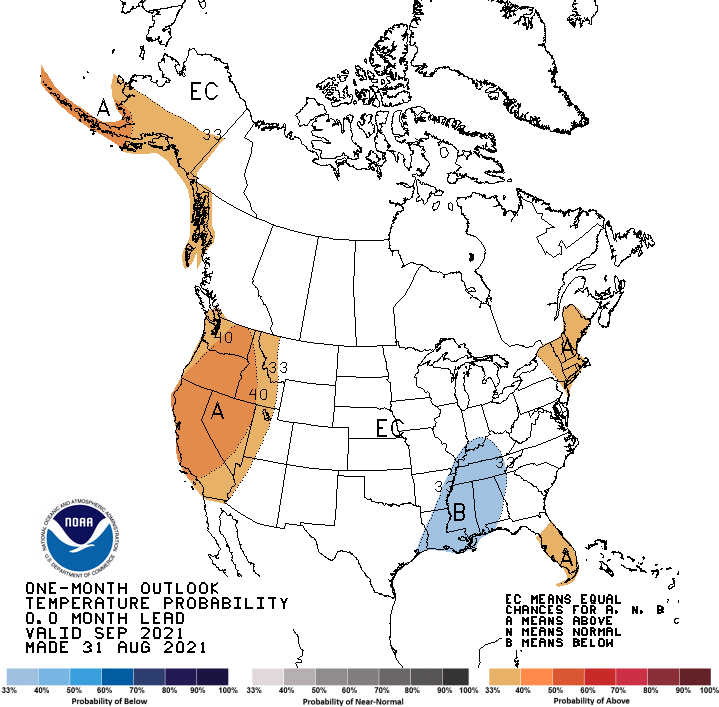 EC
A
33
40
33
40
A
EC
A
33
33
B
A
NATIONAL OCEANIC AND ATMOSPHERIC ADMINISTRATION
NOAA
U.S. DEPARTMENT OF COMMERCE
ONE-MONTH OUTLOOK
TEMPERATURE PROBABILITY
0.0 MONTH LEAD
VALID SEP 2021
MADE 31 AUG 2021
EC MEANS EQUAL
CHANCES FOR A, N, B
A MEANS ABOVE
N MEANS NORMAL
B MEANS BELOW
33% 40% 50% 60% 70% 80% 90% 100%
Probability of Below
33% 40% 50% 60% 70% 80% 90% 100%
Probability of Near-Normal
33% 40% 50% 60% 70% 80% 90% 100%
Probability of Above